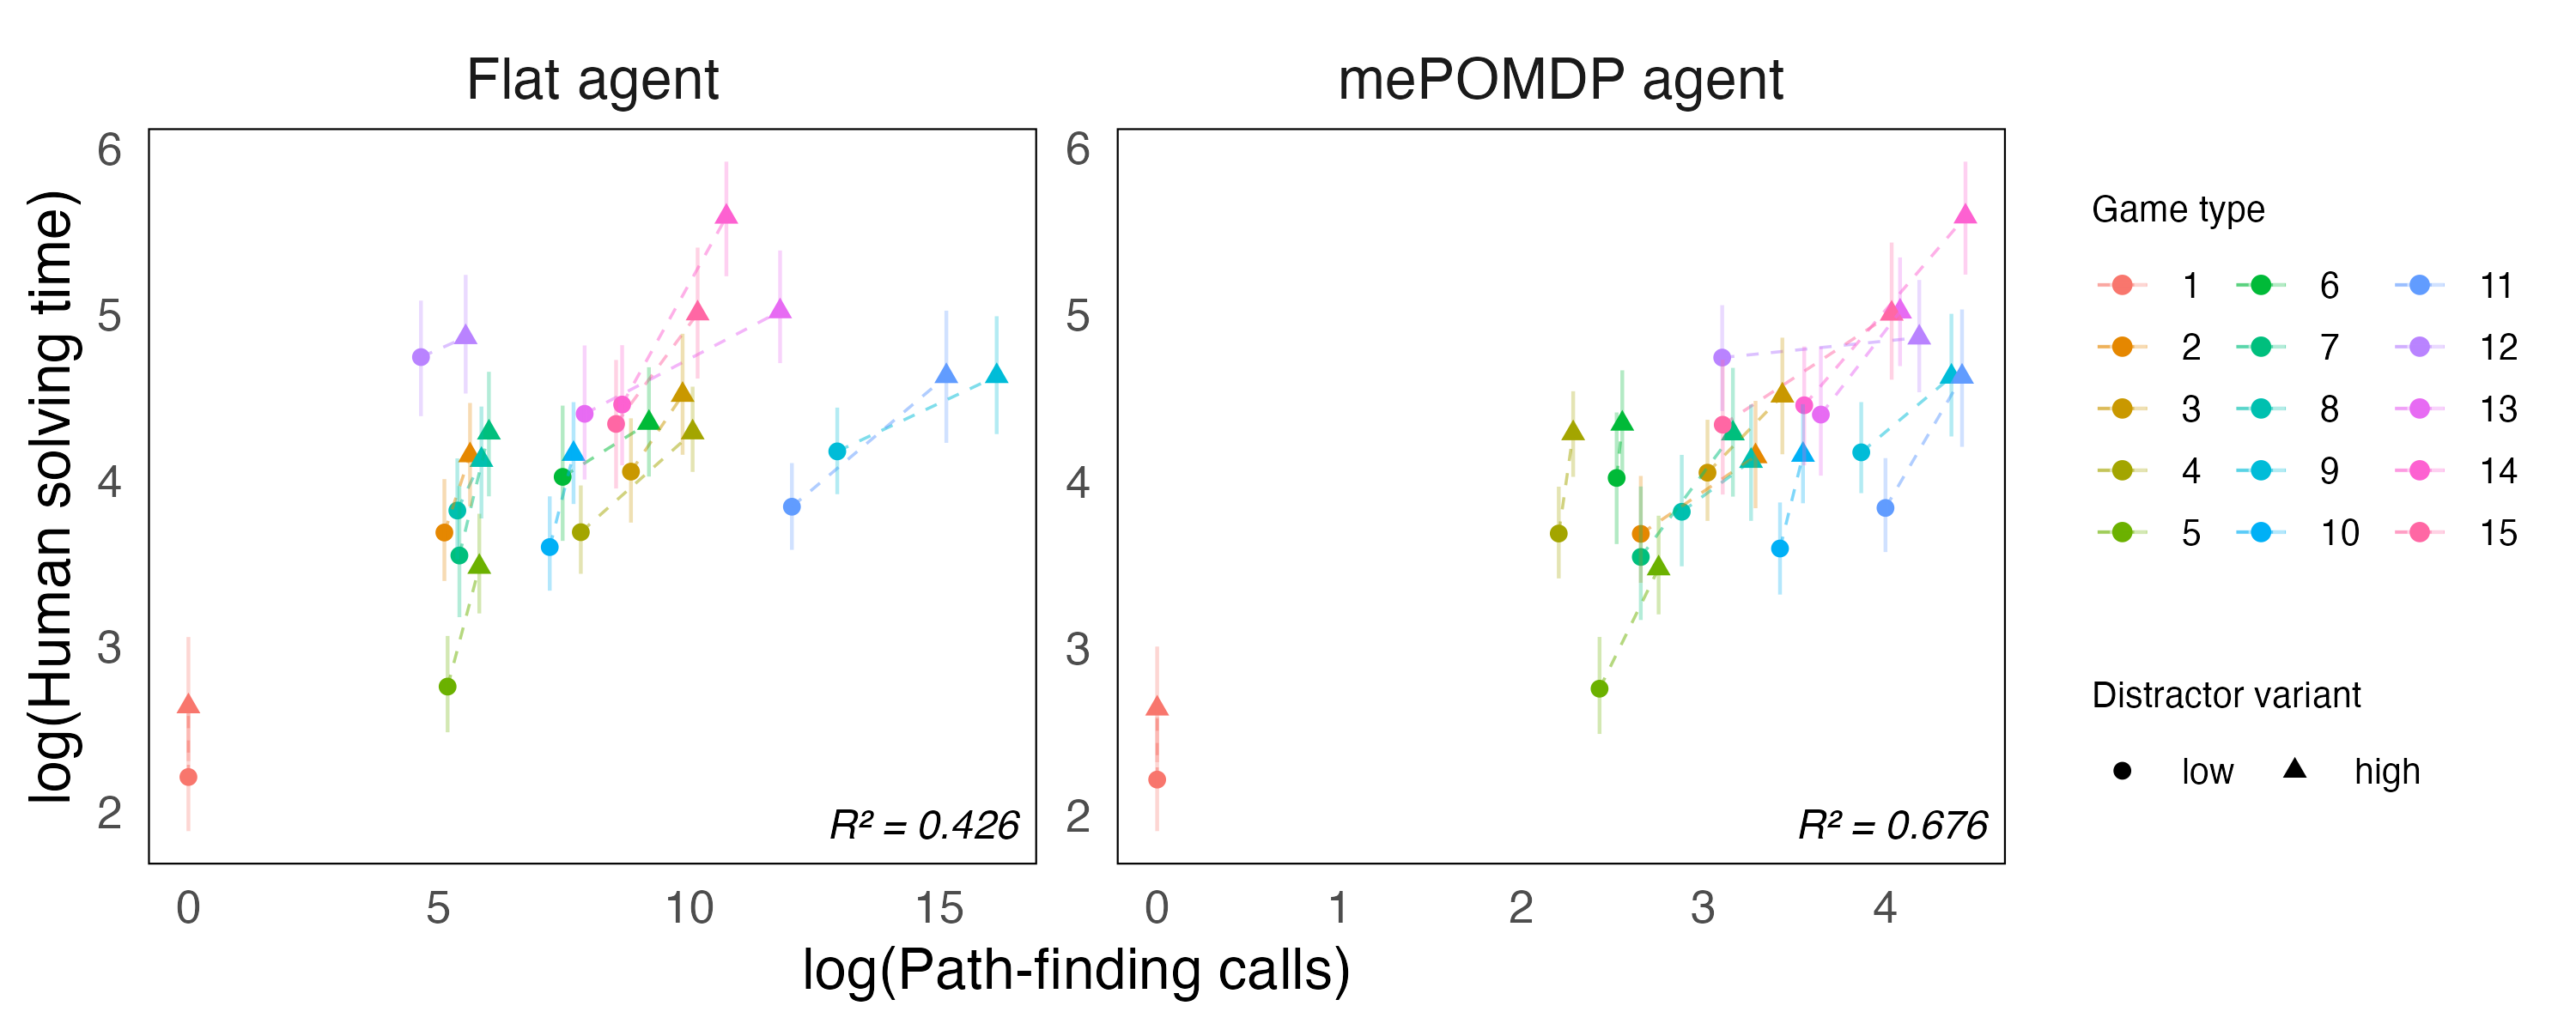 Flat agent
mePOMDP agent
log(Human solving time)
6
5
4
3
2
6
5
4
3
2
R² = 0.426
R² = 0.676
0 5 10 15
0 1 2 3 4
log(Path-finding calls)
Game type
1 6 11
2 7 12
3 8 13
4 9 14
5 10 15
Distractor variant
low high